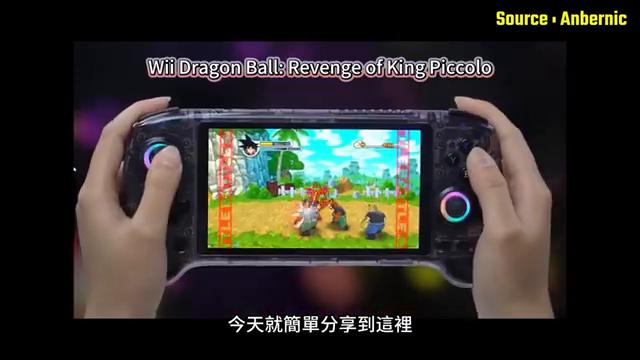 Source：Anbernic
Wii Dragon Ball: Revenge of King Piccolo
今天就簡單分享到這裡